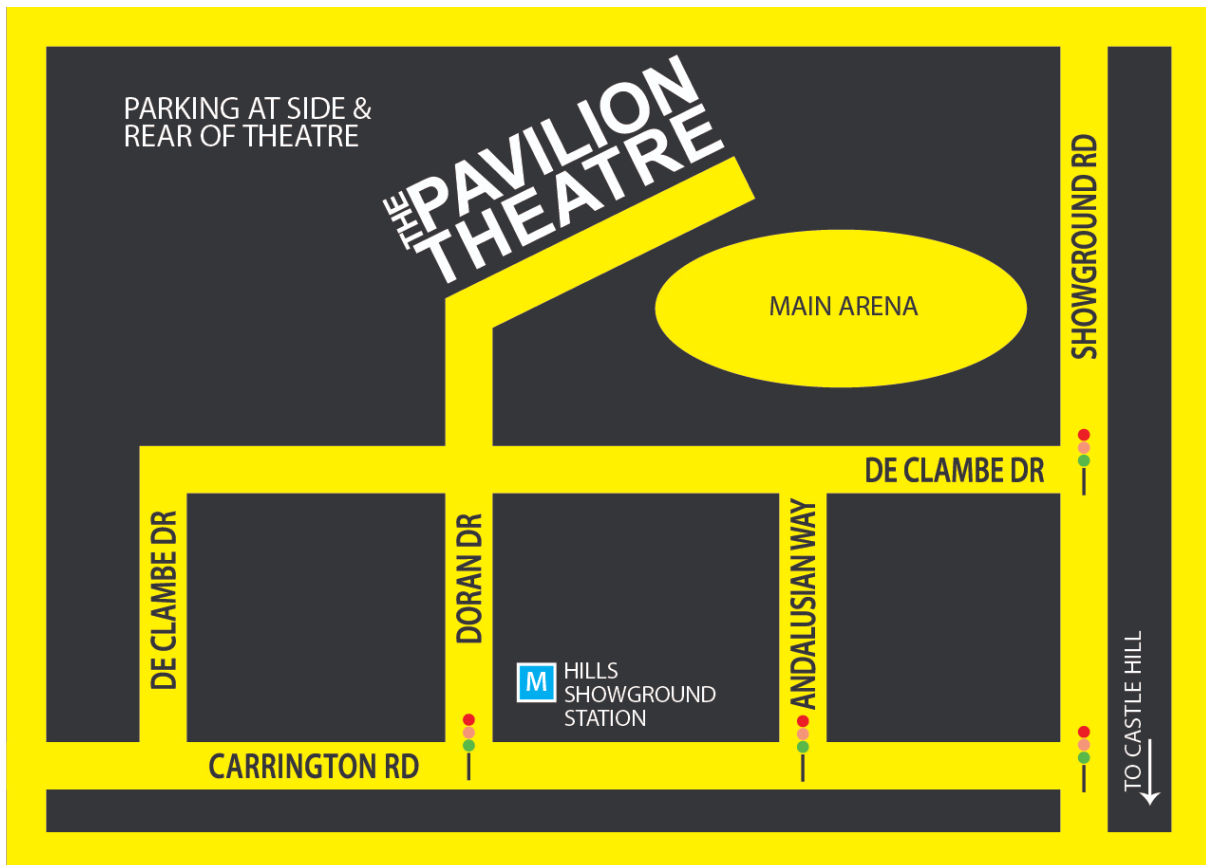 PARKING AT SIDE &
REAR OF THEATRE
THE
PAVILION
THEATRE
MAIN ARENA
SHOWGROUND RD
DE CLAMBE DR
DE CLAMBE DR
DORAN DR
ANDALUSIAN WAY
M
HILLS
SHOWGROUND
STATION
CARRINGTON RD
TO CASTLE HILL